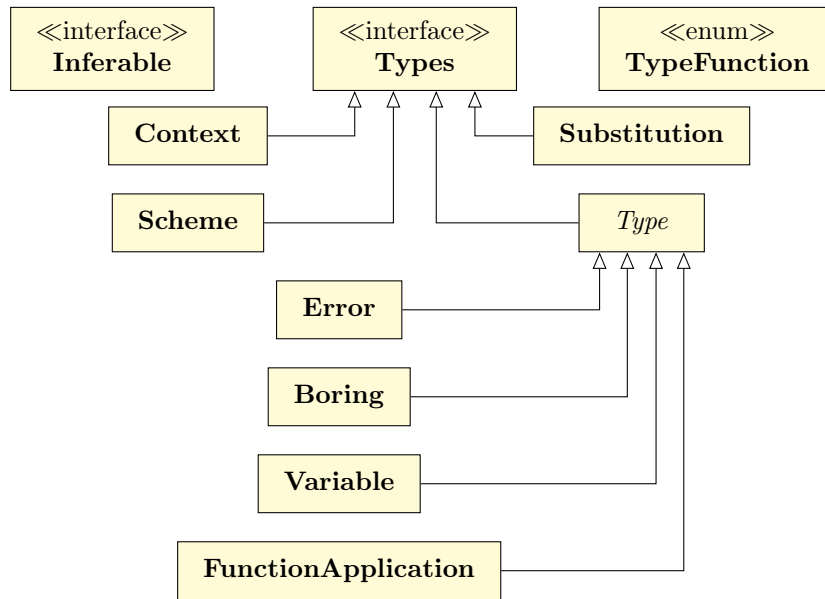 ≪interface≫
Inferable
≪interface≫
Types
≪enum≫
TypeFunction
Context
Substitution
Scheme
Type
Error
Boring
Variable
FunctionApplication